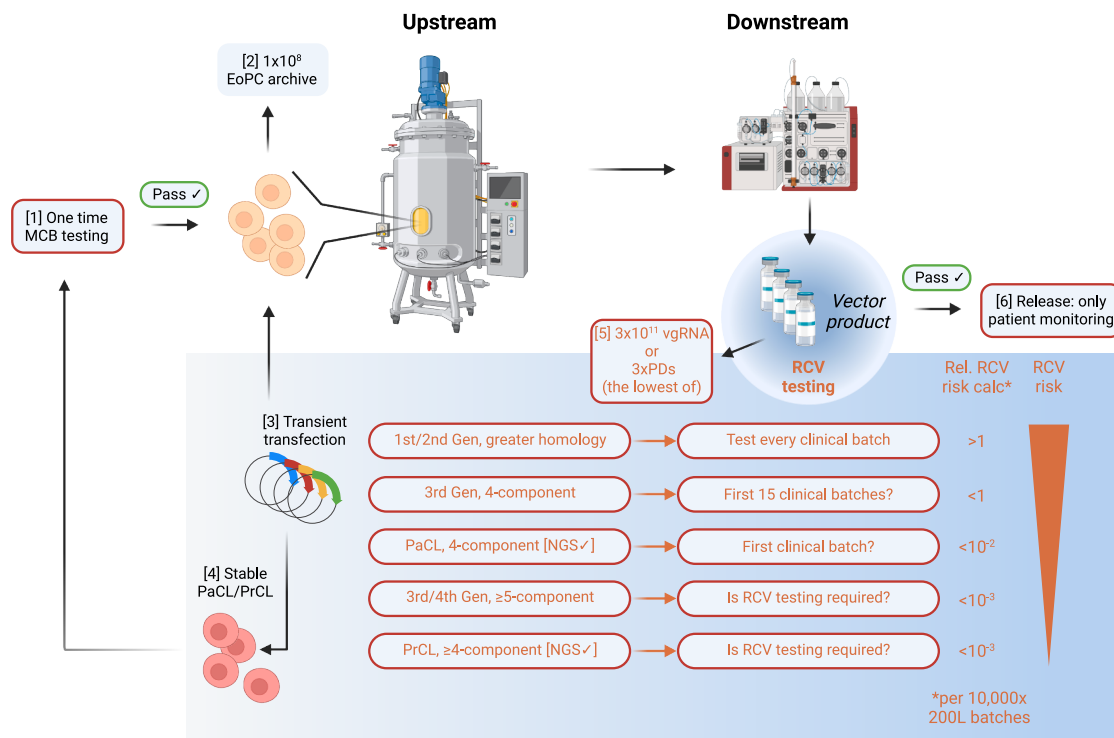 Upstream
Downstream
[2] 1x10⁸
EoPC archive
Pass ✓
[1] One time
MCB testing
Vector
product
Pass ✓
[6] Release: only
patient monitoring
[5] 3x10¹¹ vgRNA
or
3xPDs
(the lowest of)
RCV
testing
Rel. RCV
risk calc*
RCV
risk
[3] Transient
transfection
1st/2nd Gen, greater homology
Test every clinical batch
>1
3rd Gen, 4-component
First 15 clinical batches?
<1
PaCL, 4-component [NGS✓]
First clinical batch?
<10⁻²
[4] Stable
PaCL/PrCL
3rd/4th Gen, ≥5-component
Is RCV testing required?
<10⁻³
PrCL, ≥4-component [NGS✓]
Is RCV testing required?
<10⁻³
*per 10,000x
200L batches